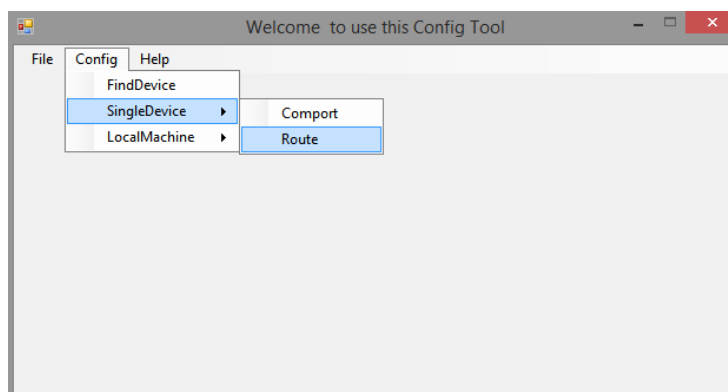 Welcome  to use this Config Tool
File Config Help
FindDevice
SingleDevice
Comport
LocalMachine
Route